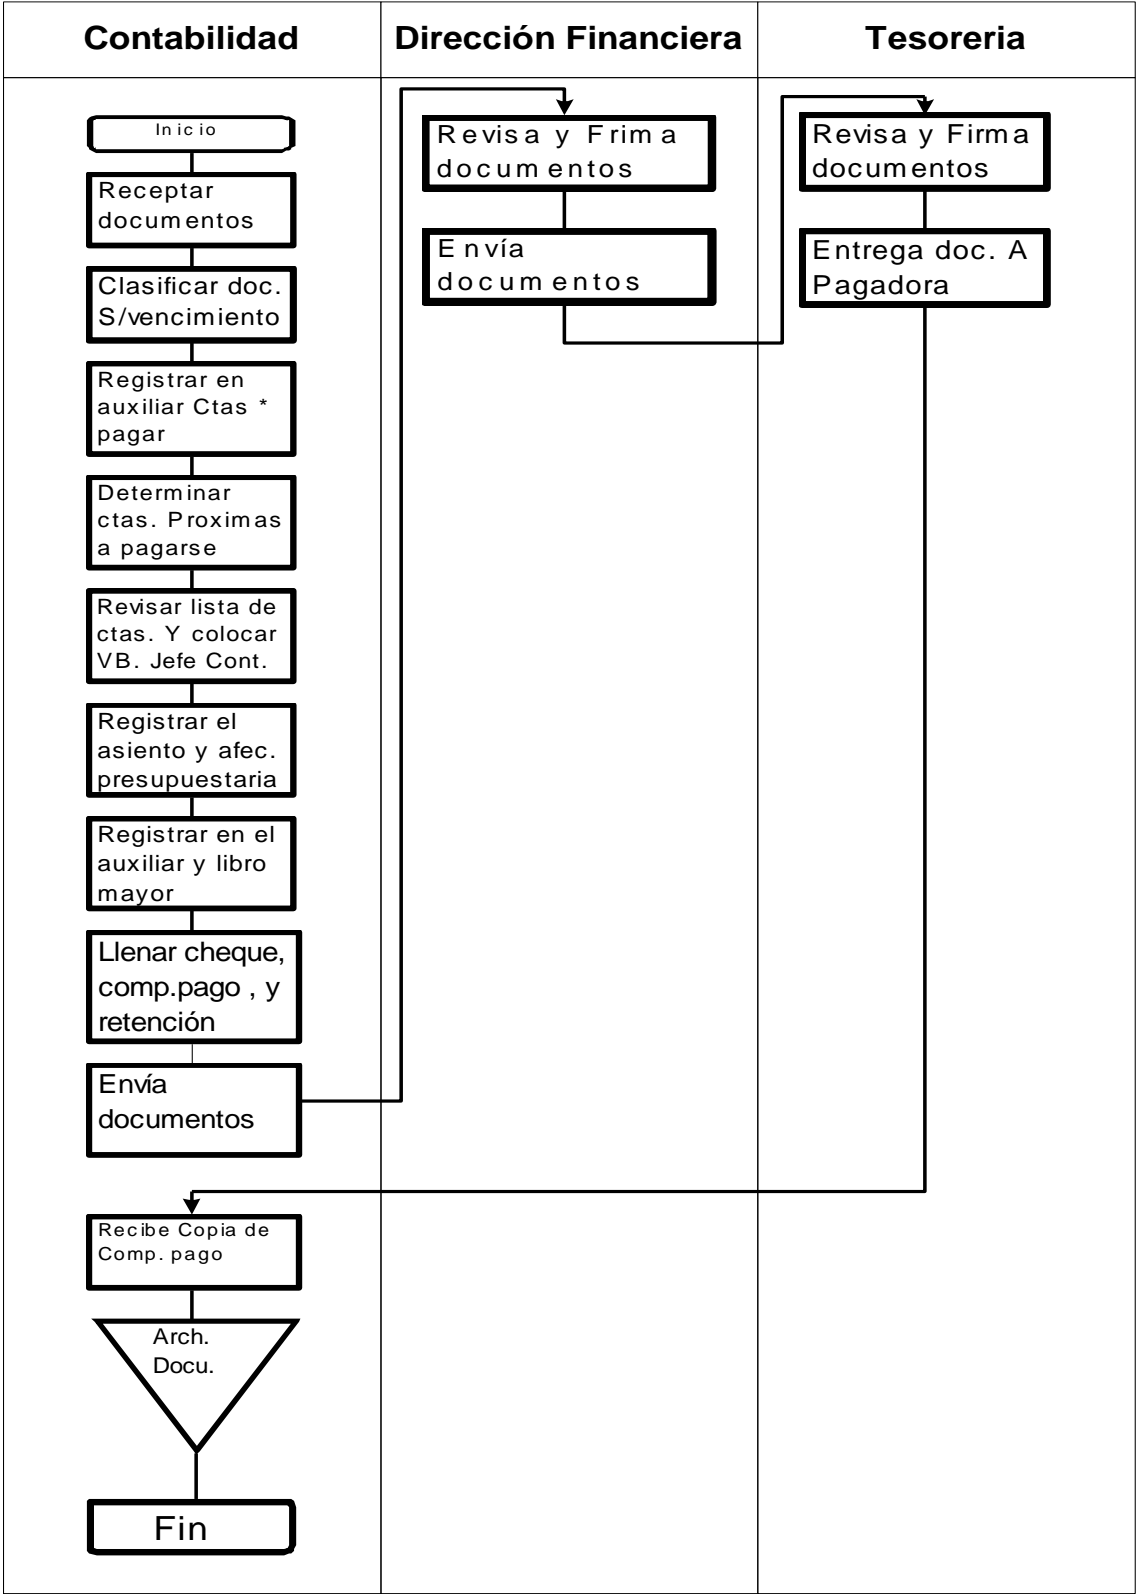 Contabilidad
Dirección Financiera
Tesoreria
Inicio
Receptar
documentos
Clasificar doc.
S/vencimiento
Registrar en
auxiliar Ctas *
pagar
Determinar
ctas. Proximas
a pagarse
Revisar lista de
ctas. Y colocar
VB. Jefe Cont.
Registrar el
asiento y afec.
presupuestaria
Registrar en el
auxiliar y libro
mayor
Llenar cheque,
comp.pago , y
retención
Envía
documentos
Revisa y Frima
documentos
Envía
documentos
Revisa y Firma
documentos
Entrega doc. A
Pagadora
Recibe Copia de
Comp. pago
Arch.
Docu.
Fin